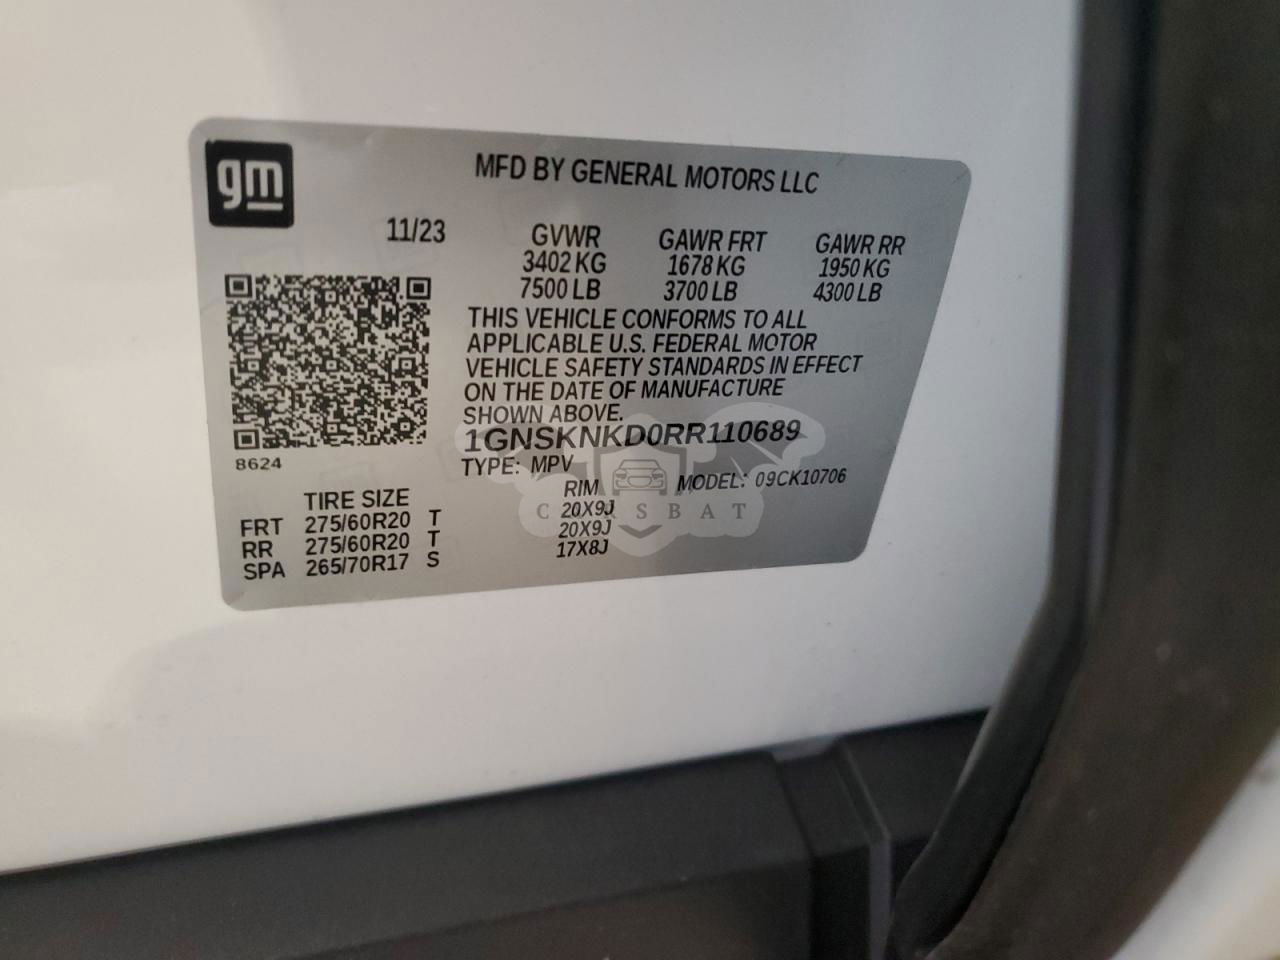 gm
MFD BY GENERAL MOTORS LLC
11/23
GVWR GAWR FRT GAWR RR
3402 KG 1678 KG 1950 KG
7500 LB 3700 LB 4300 LB
THIS VEHICLE CONFORMS TO ALL
APPLICABLE U.S. FEDERAL MOTOR
VEHICLE SAFETY STANDARDS IN EFFECT
ON THE DATE OF MANUFACTURE
SHOWN ABOVE.
1GNSKNKD0RR110689
8624
TYPE: MPV MODEL: 09CK10706
TIRE SIZE RIM
FRT 275/60R20 T 20X9J
RR 275/60R20 T 20X9J
SPA 265/70R17 S 17X8J
CARSBAT